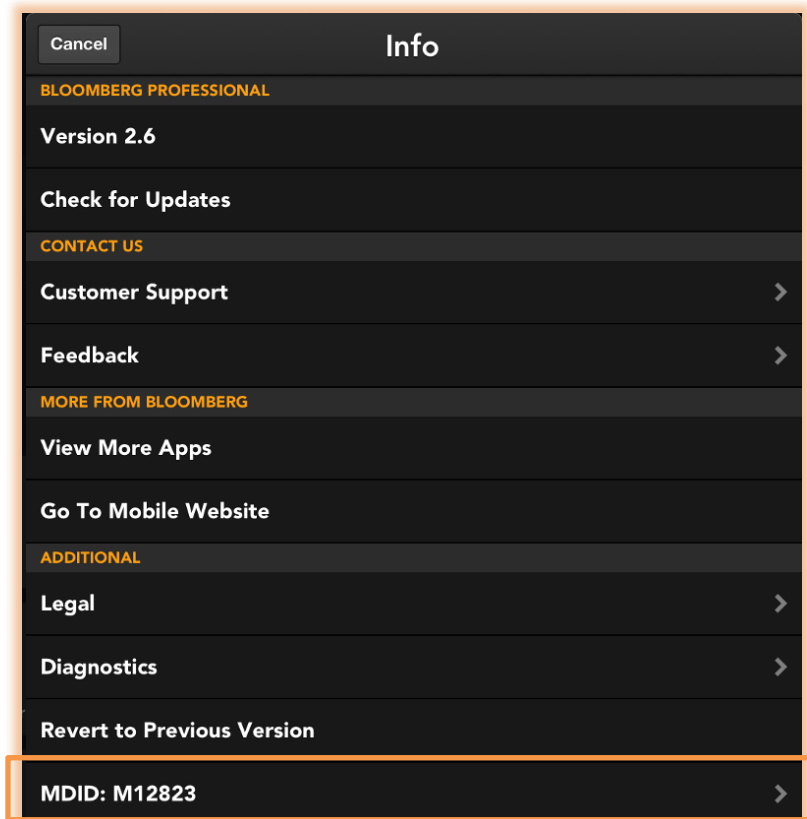 Cancel
Info
BLOOMBERG PROFESSIONAL
Version 2.6
Check for Updates
CONTACT US
Customer Support
Feedback
MORE FROM BLOOMBERG
View More Apps
Go To Mobile Website
ADDITIONAL
Legal
Diagnostics
Revert to Previous Version
MDID: M12823